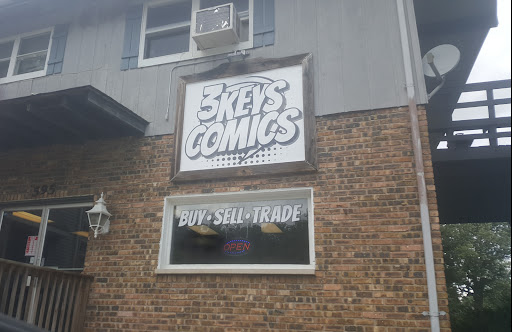 3KEYS
COMICS
BUY • SELL • TRADE
OPEN